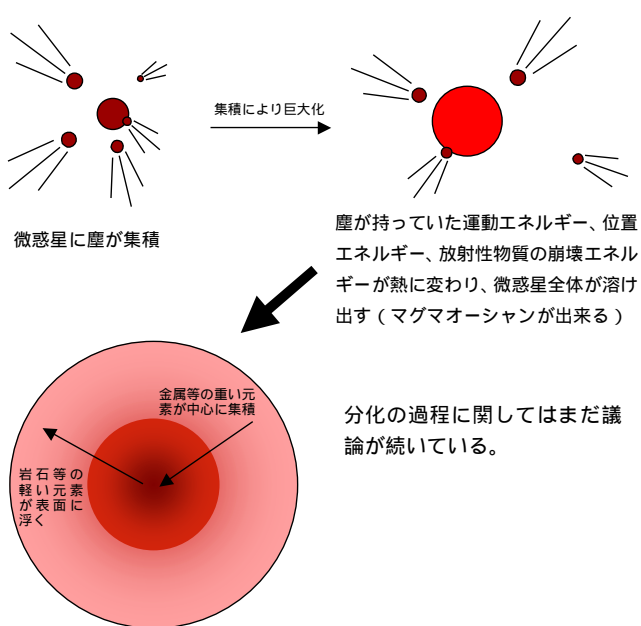 集積により巨大化
微惑星に塵が集積
塵が持っていた運動エネルギー、位置
エネルギー、放射性物質の崩壊エネル
ギーが熱に変わり、微惑星全体が溶け
出す(マグマオーシャンが出来る)
金属等の重い元
素が中心に集積
岩石等の
軽い元素
が表面に
浮く
分化の過程に関してはまだ議
論が続いている。